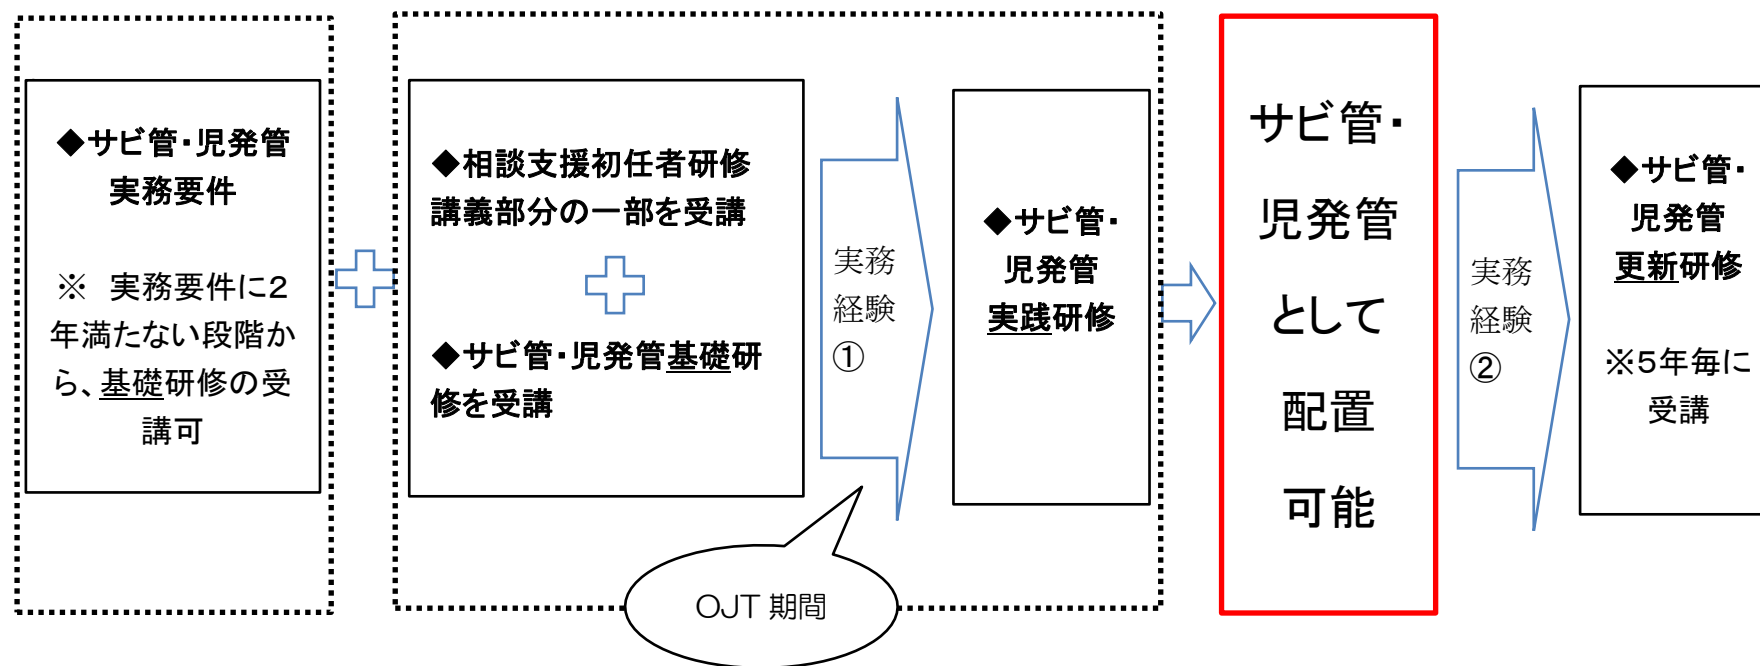 ◆サビ管・児発管
実務要件
※　実務要件に２
年満たない段階か
ら、基礎研修の受
講可
◆相談支援初任者研修
講義部分の一部を受講
◆サビ管・児発管基礎研
修を受講
実務
経験
①
OJT 期間
◆サビ管・
児発管
実践研修
サビ管・
児発管
として
配置
可能
実務
経験
②
◆サビ管・
児発管
更新研修
※５年毎に
受講